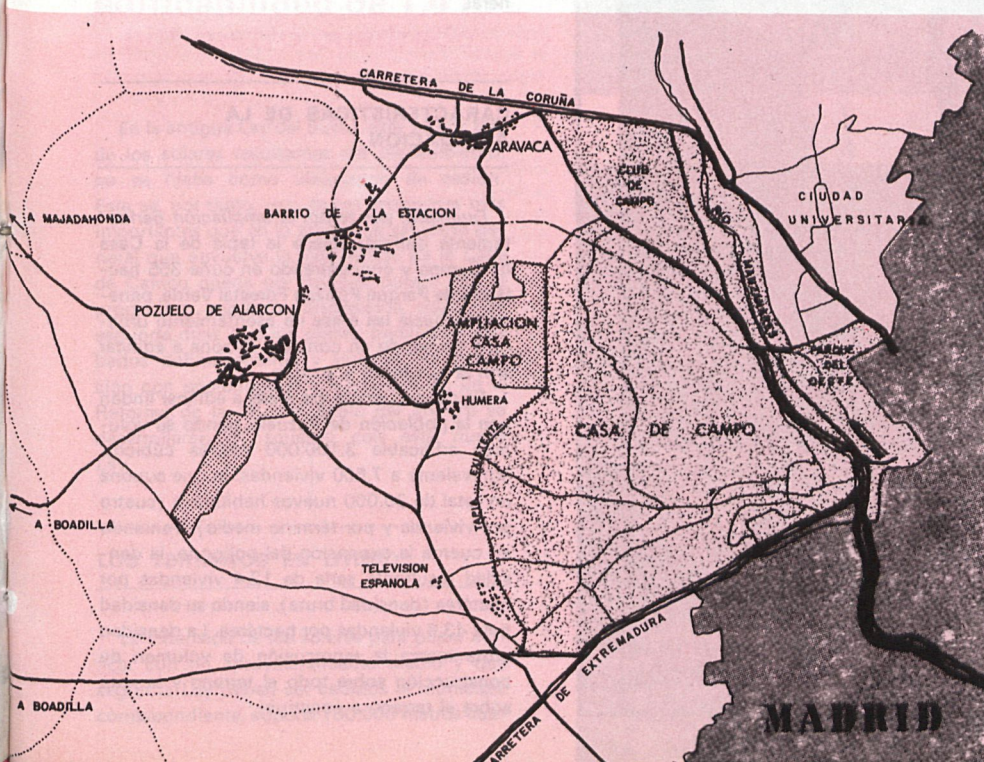 CARRETERA DE LA CORUÑA
ARAVACA
CLUB
DE
CAMPO
CIUDAD
UNIVERSITARIA
A MAJADAHONDA
BARRIO DE LA ESTACION
RIO
MANZANARES
POZUELO DE ALARCON
AMPLIACION
CASA
CAMPO
PARQUE
DEL
OESTE
HUMERA
CASA DE CAMPO
TAPIA EXISTENTE
A BOADILLA
TELEVISION
ESPAÑOLA
CARRETERA DE EXTREMADURA
A BOADILLA
MADRID